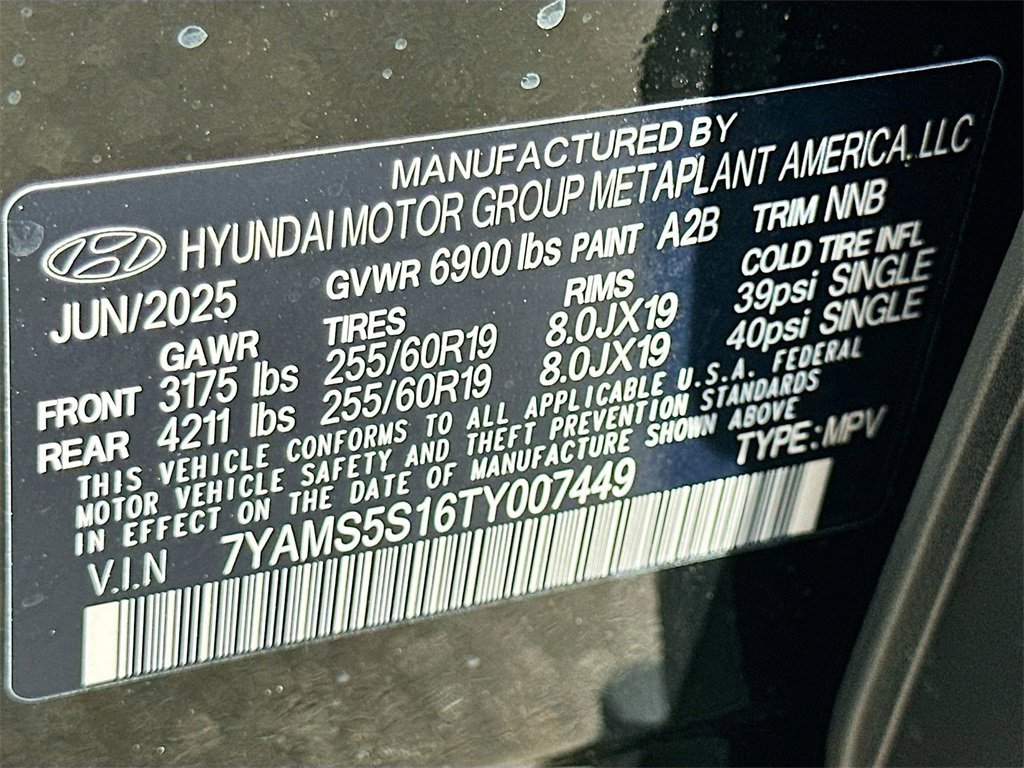 MANUFACTURED BY
HYUNDAI MOTOR GROUP METAPLANT AMERICA, LLC
JUN/2025 GVWR 6900 lbs PAINT A2B TRIM NNB
GAWR TIRES RIMS COLD TIRE INFL
FRONT 3175 lbs 255/60R19 8.0JX19 39psi SINGLE
REAR 4211 lbs 255/60R19 8.0JX19 40psi SINGLE
THIS VEHICLE CONFORMS TO ALL APPLICABLE U.S.A. FEDERAL
MOTOR VEHICLE SAFETY AND THEFT PREVENTION STANDARDS
IN EFFECT ON THE DATE OF MANUFACTURE SHOWN ABOVE
V.I.N 7YAMS5S16TY007449 TYPE: MPV